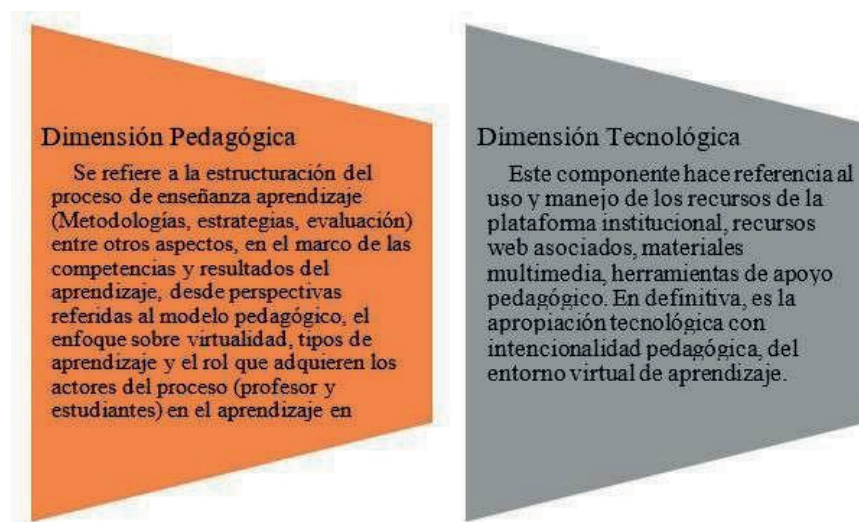 Dimensión Pedagógica
Se refiere a la estructuración del
proceso de enseñanza aprendizaje
(Metodologías, estrategias, evaluación)
entre otros aspectos, en el marco de las
competencias y resultados del
aprendizaje, desde perspectivas
referidas al modelo pedagógico, el
enfoque sobre virtualidad, tipos de
aprendizaje y el rol que adquieren los
actores del proceso (profesor y
estudiantes) en el aprendizaje en
Dimensión Tecnológica
Este componente hace referencia al
uso y manejo de los recursos de la
plataforma institucional, recursos
web asociados, materiales
multimedia, herramientas de apoyo
pedagógico. En definitiva, es la
apropiación tecnológica con
intencionalidad pedagógica, del
entorno virtual de aprendizaje.